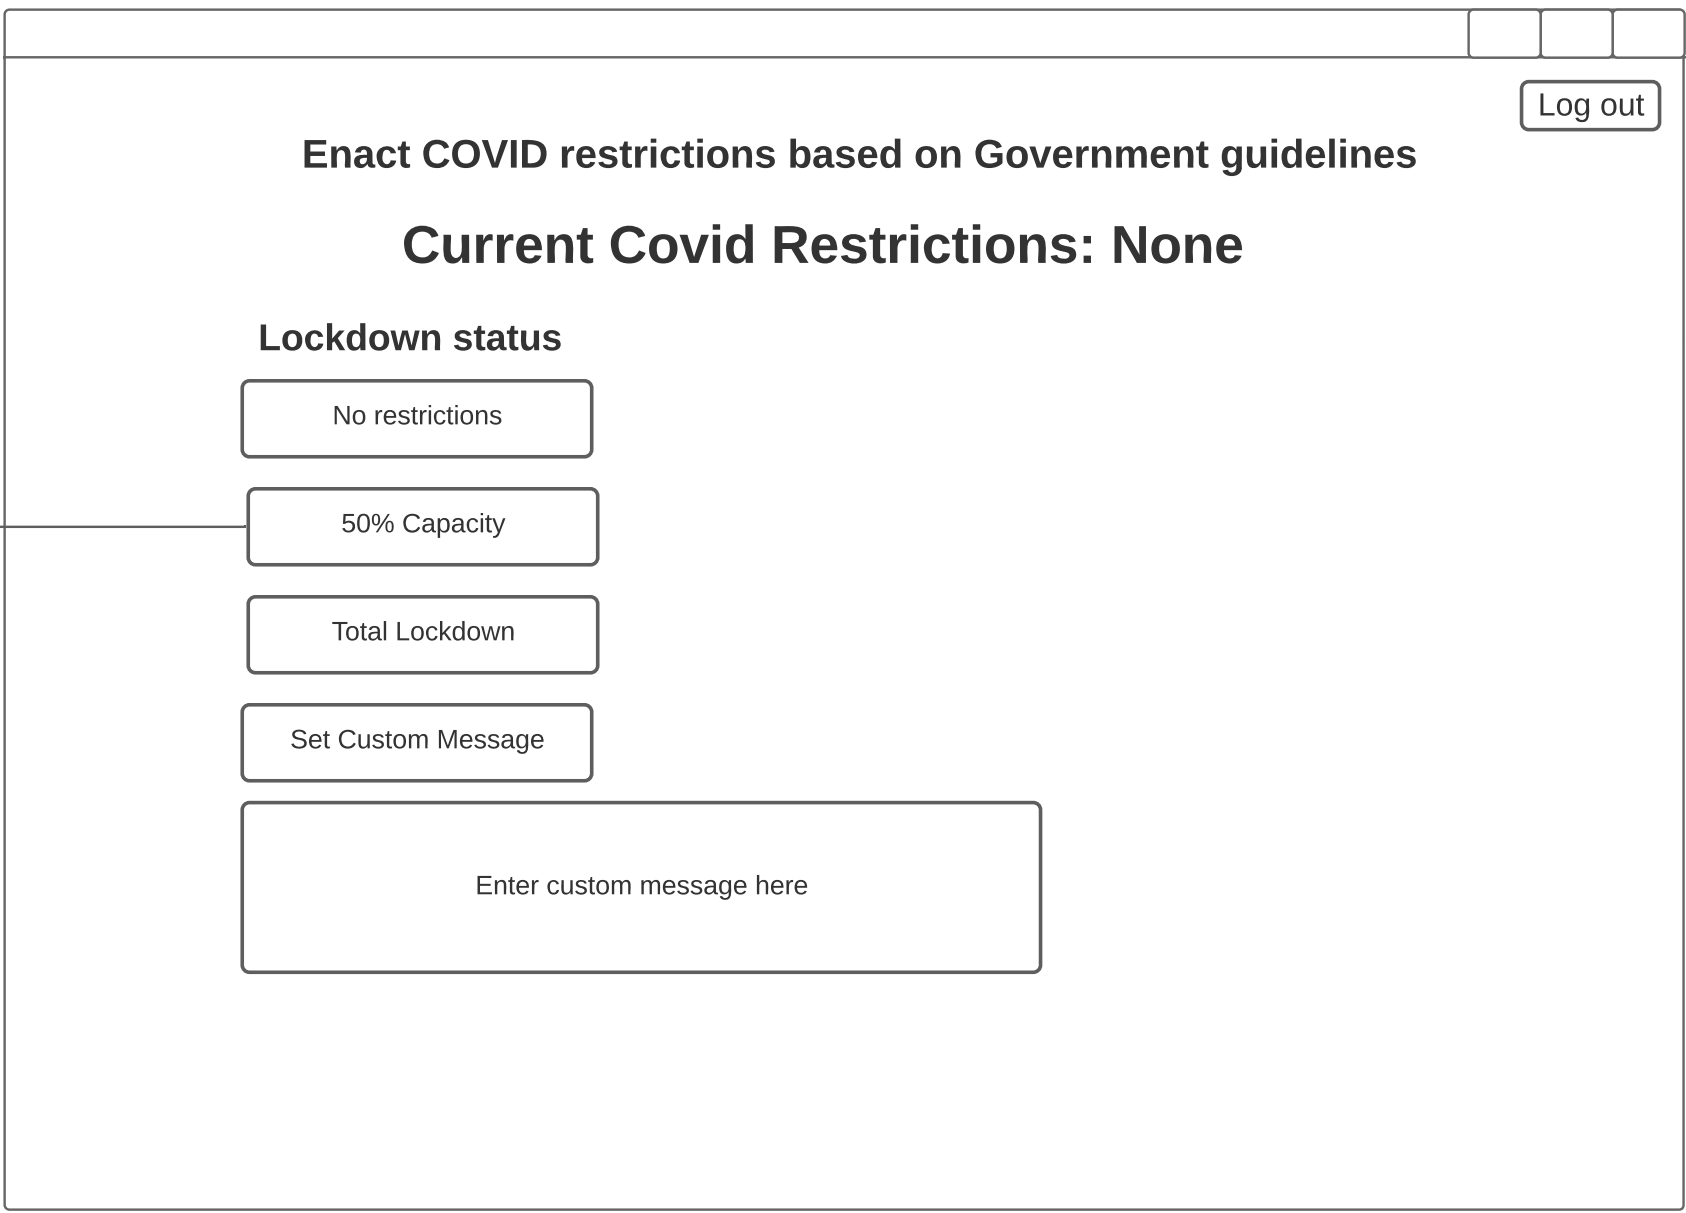 Log out
Enact COVID restrictions based on Government guidelines
Current Covid Restrictions: None
Lockdown status
No restrictions
50% Capacity
Total Lockdown
Set Custom Message
Enter custom message here